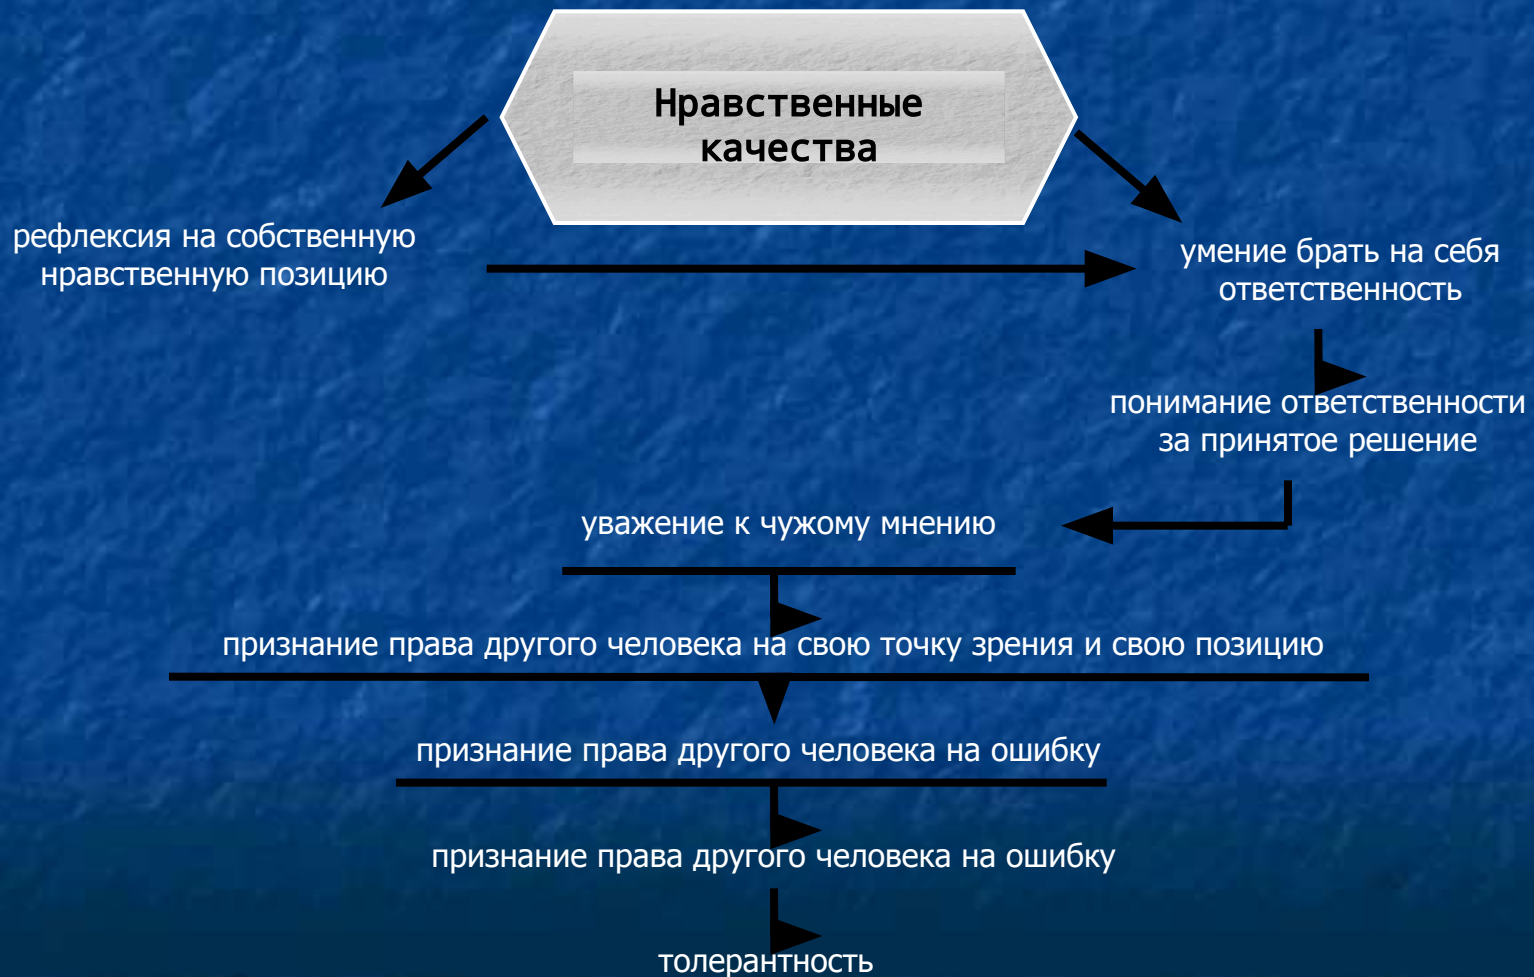 Нравственные
качества
рефлексия на собственную
нравственную позицию
умение брать на себя
ответственность
понимание ответственности
за принятое решение
уважение к чужому мнению
признание права другого человека на свою точку зрения и свою позицию
признание права другого человека на ошибку
признание права другого человека на ошибку
толерантность